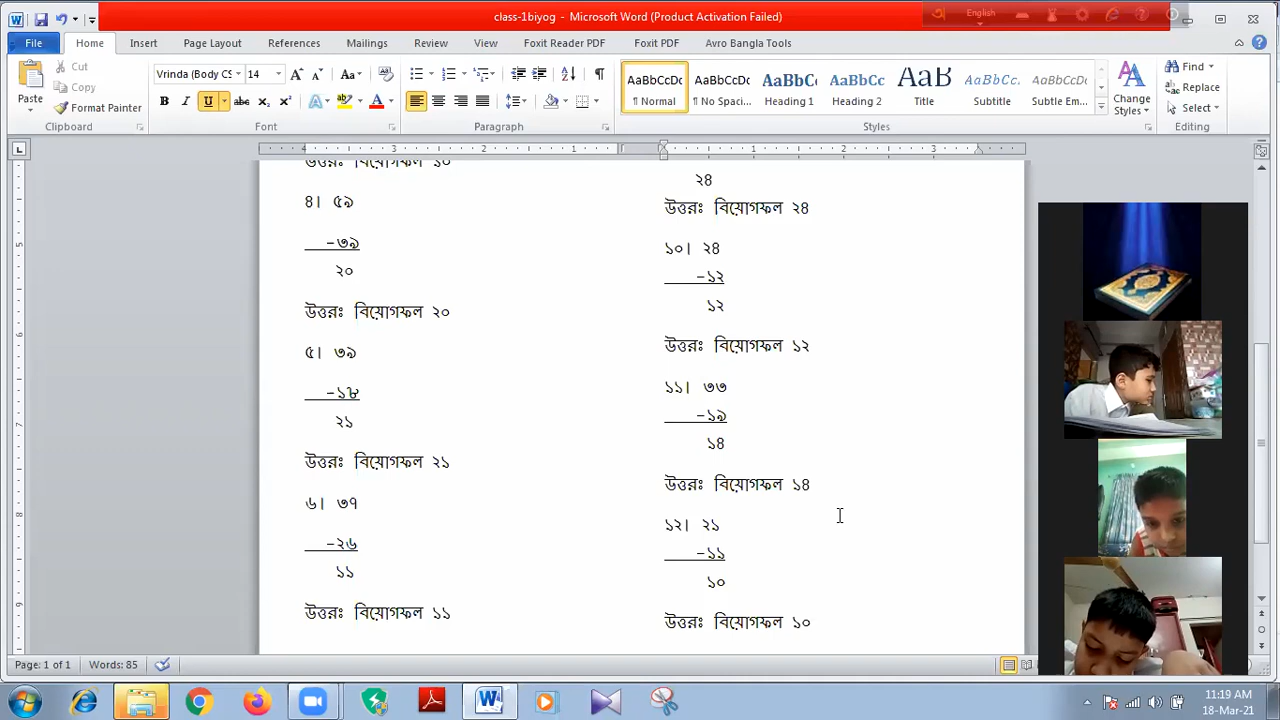 class-1biyog - Microsoft Word (Product Activation Failed)
English
File Home Insert Page Layout References Mailings Review View Foxit Reader PDF Foxit PDF Avro Bangla Tools
Paste
Cut
Copy
Format Painter
Clipboard
Vrinda (Body CS 14
Font
Paragraph
AaBbCcDc AaBbCcDc AaBbCc AaBbCc AaB AaBbCc. AaBbCcDc
¶ Normal ¶ No Spaci... Heading 1 Heading 2 Title Subtitle Subtle Em...
Change Styles
Styles
Find
Replace
Select
Editing
উত্তরঃ বিয়োগফল ১০
৪। ৫৯
-৩৯
২০
উত্তরঃ বিয়োগফল ২০
৫। ৩৯
-১৮
২১
উত্তরঃ বিয়োগফল ২১
৬। ৩৭
-২৬
১১
উত্তরঃ বিয়োগফল ১১
২৪
উত্তরঃ বিয়োগফল ২৪
১০। ২৪
-১২
১২
উত্তরঃ বিয়োগফল ১২
১১। ৩৩
-১৯
১৪
উত্তরঃ বিয়োগফল ১৪
১২। ২১
-১১
১০
উত্তরঃ বিয়োগফল ১০
Page: 1 of 1 Words: 85
11:19 AM
18-Mar-21